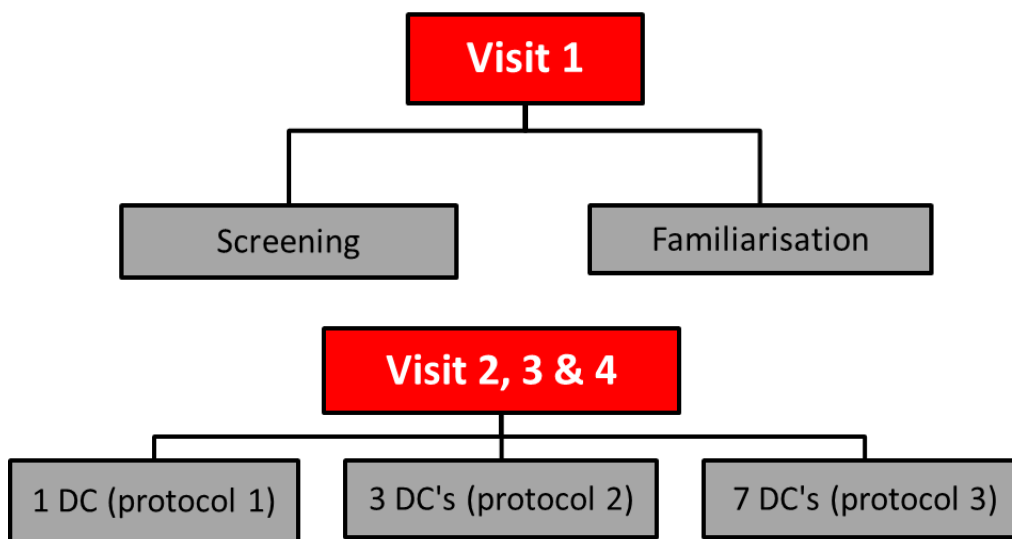 Visit 1
Screening
Familiarisation
Visit 2, 3 & 4
1 DC (protocol 1)
3 DC's (protocol 2)
7 DC's (protocol 3)